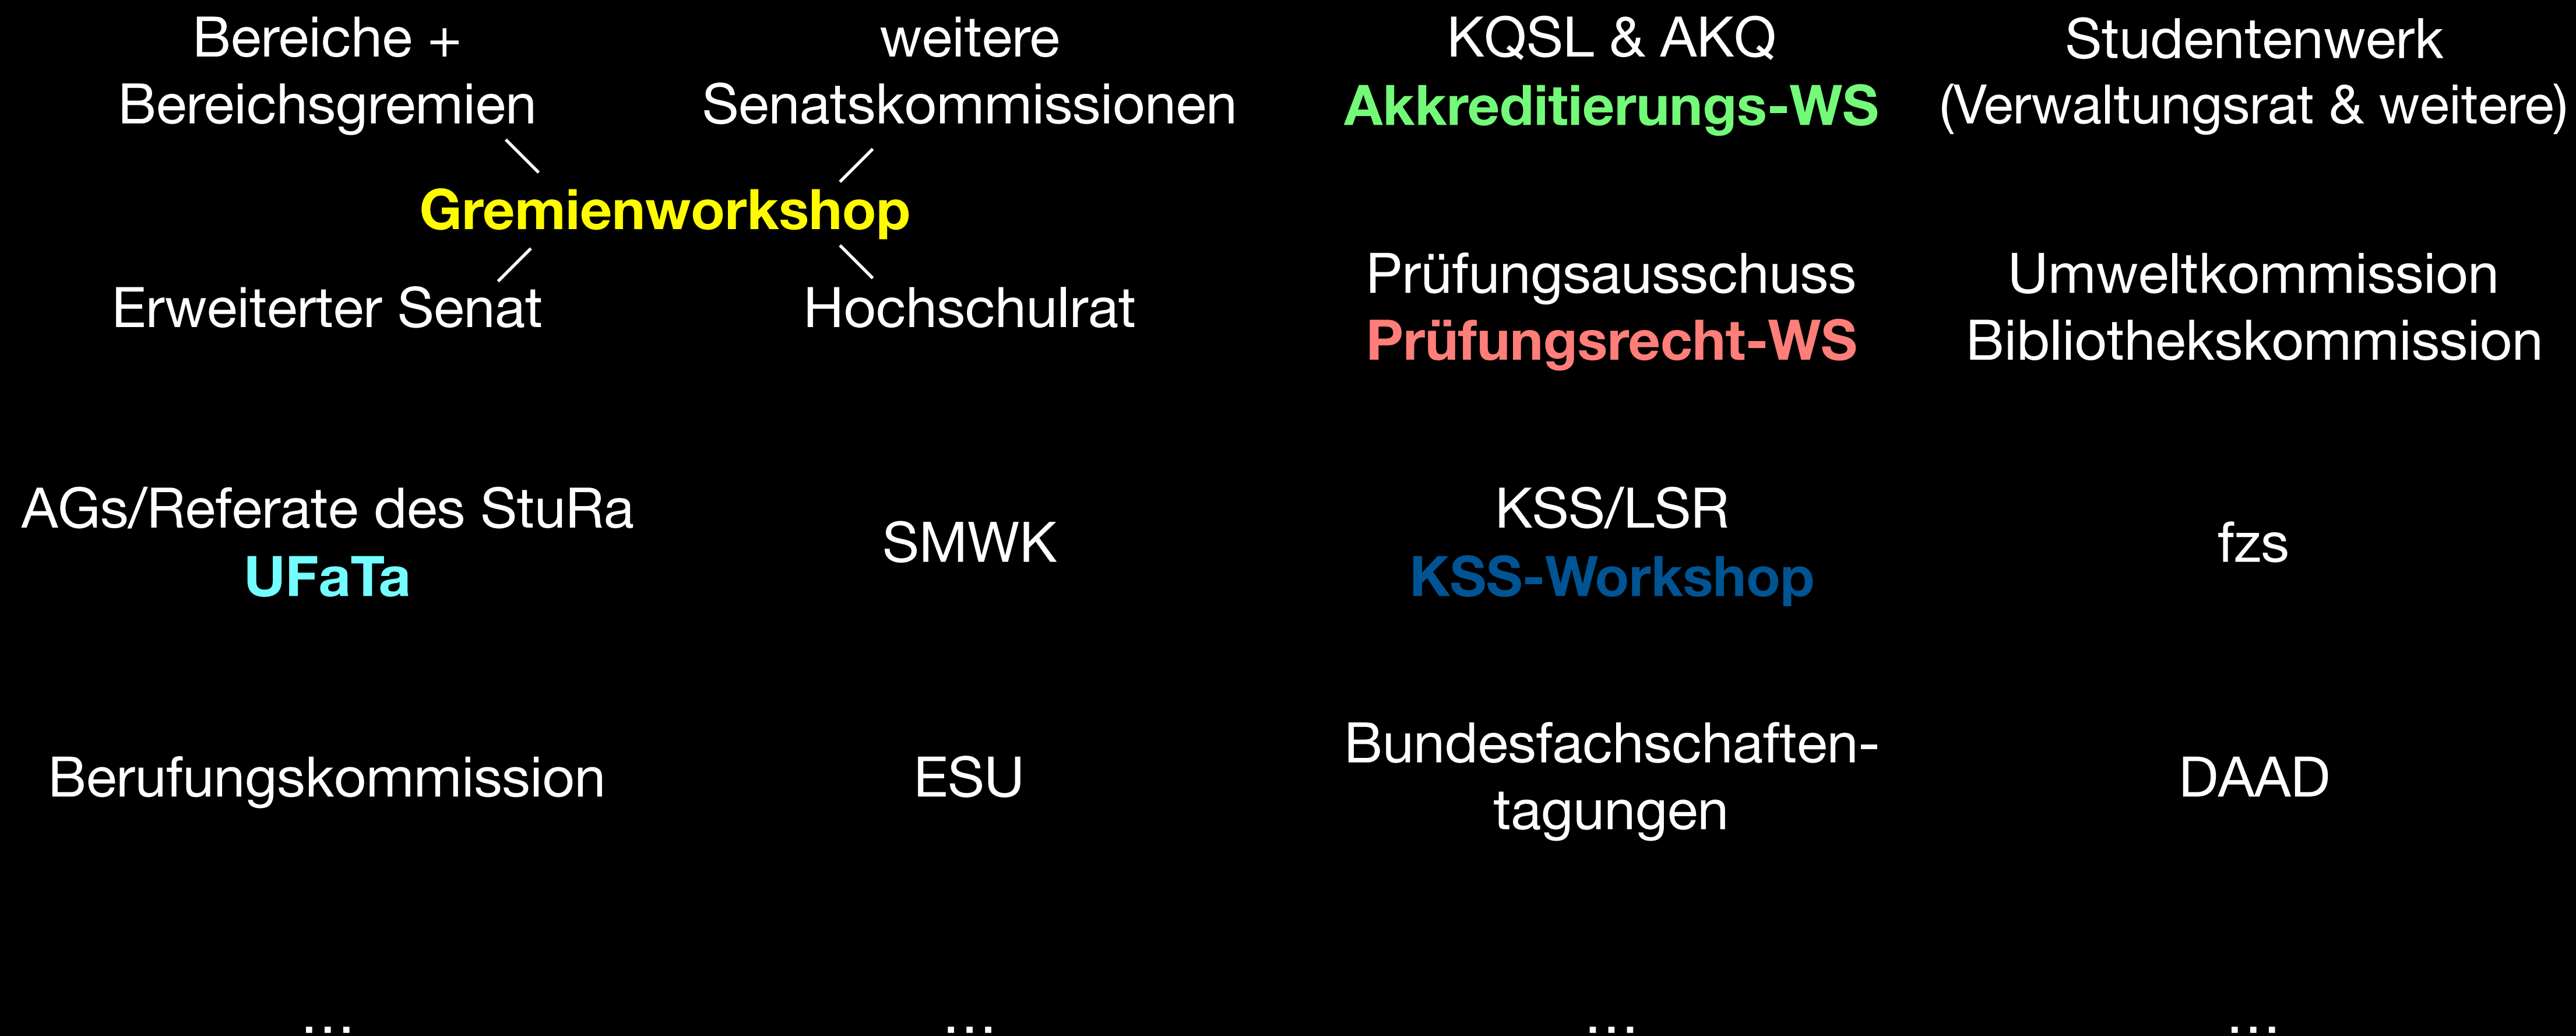 Bereiche +
Bereichsgremien
weitere
Senatskommissionen
KQSL & AKQ
Akkreditierungs-WS
Studentenwerk
(Verwaltungsrat & weitere)
Gremienworkshop
Erweiterter Senat
Hochschulrat
Prüfungsausschuss
Prüfungsrecht-WS
Umweltkommission
Bibliothekskommission
AGs/Referate des StuRa
UFaTa
SMWK
KSS/LSR
KSS-Workshop
fzs
Berufungskommission
ESU
Bundesfachschaften-
tagungen
DAAD
...
...
...
...